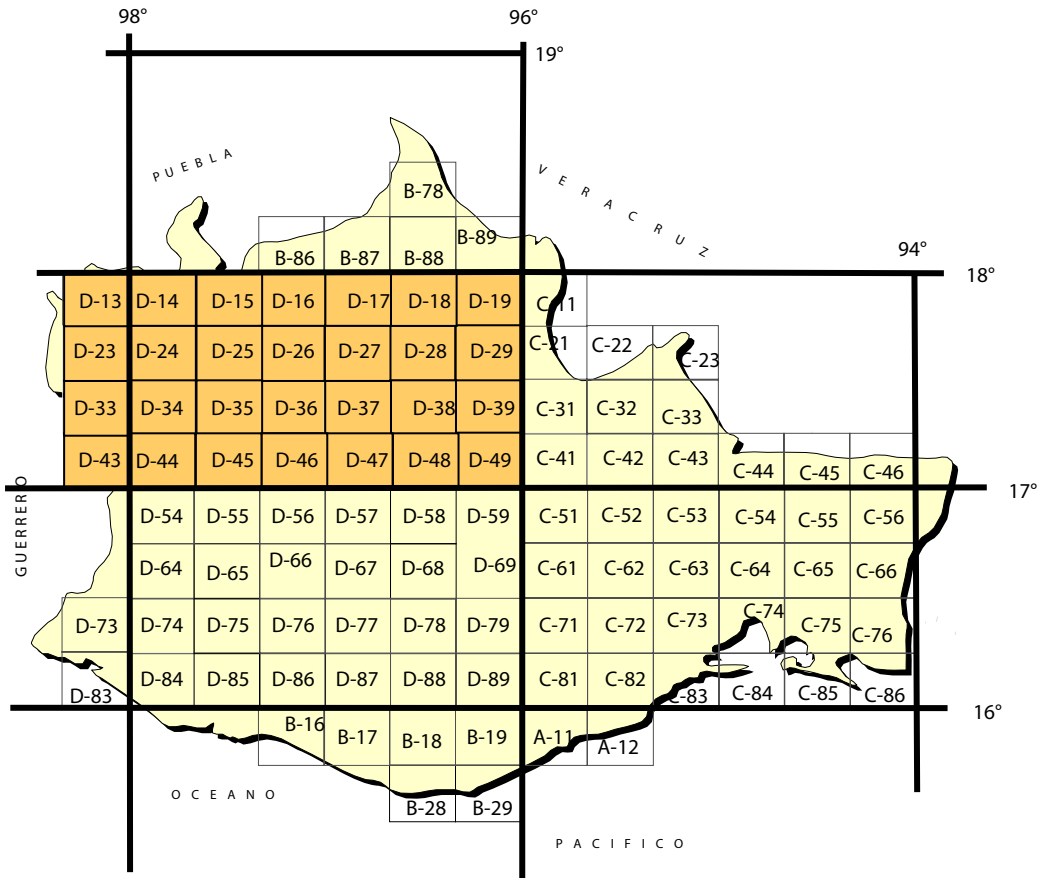 98°
96°
19°
PUEBLA
VERACRUZ
B-78
B-89
B-86 B-87 B-88
94°
18°
D-13 D-14 D-15 D-16 D-17 D-18 D-19 C-11
D-23 D-24 D-25 D-26 D-27 D-28 D-29 C-21 C-22 C-23
D-33 D-34 D-35 D-36 D-37 D-38 D-39 C-31 C-32 C-33
D-43 D-44 D-45 D-46 D-47 D-48 D-49 C-41 C-42 C-43 C-44 C-45 C-46
17°
GUERRERO
D-54 D-55 D-56 D-57 D-58 D-59 C-51 C-52 C-53 C-54 C-55 C-56
D-64 D-65 D-66 D-67 D-68 D-69 C-61 C-62 C-63 C-64 C-65 C-66
D-73 D-74 D-75 D-76 D-77 D-78 D-79 C-71 C-72 C-73 C-74 C-75 C-76
D-83 D-84 D-85 D-86 D-87 D-88 D-89 C-81 C-82 C-83 C-84 C-85 C-86
16°
B-16 B-17 B-18 B-19 A-11 A-12
OCEANO
B-28 B-29
PACIFICO